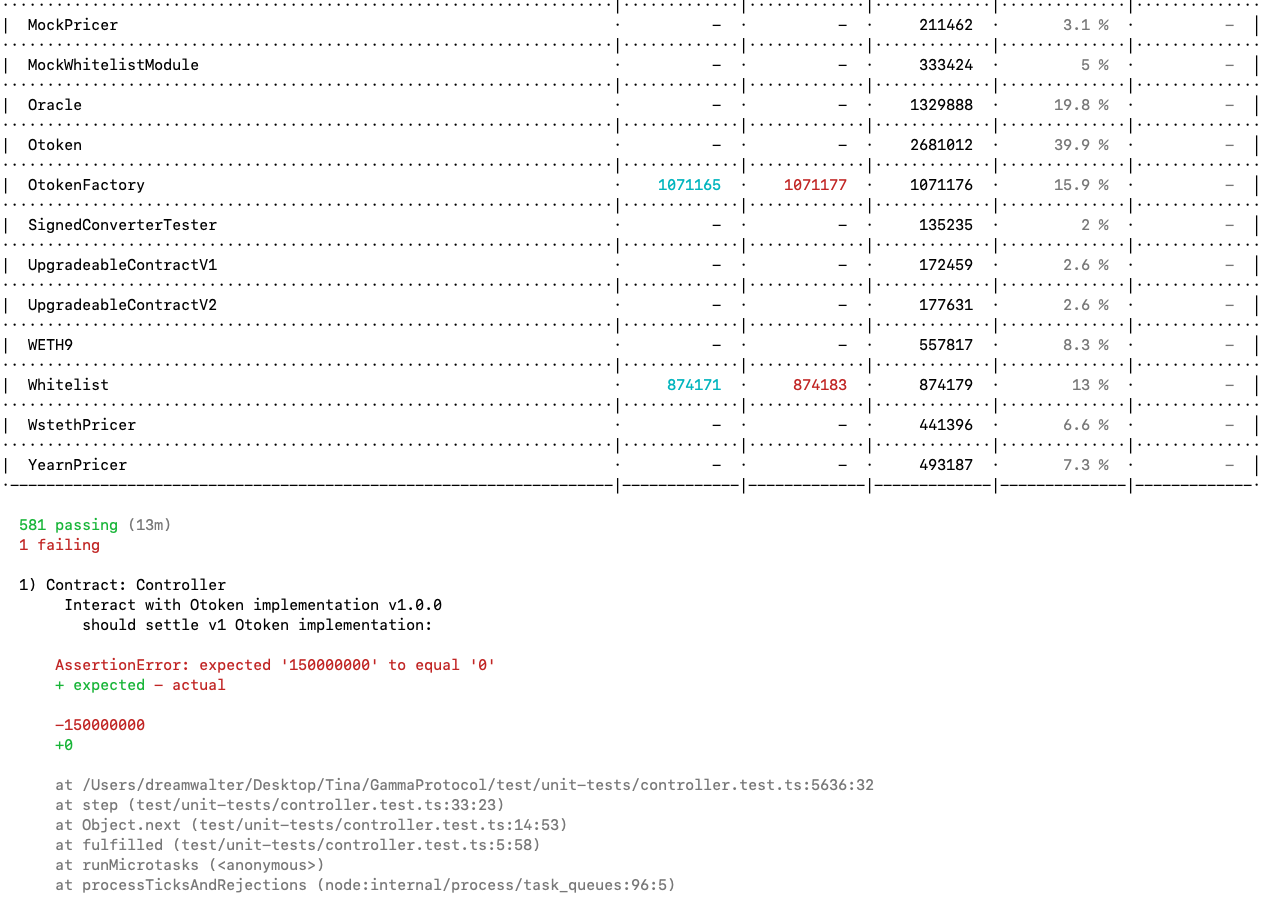 | MockPricer · – · – · 211462 · 3.1 % · – |
| MockWhitelistModule · – · – · 333424 · 5 % · – |
| Oracle · – · – · 1329888 · 19.8 % · – |
| Otoken · – · – · 2681012 · 39.9 % · – |
| OtokenFactory · 1071165 · 1071177 · 1071176 · 15.9 % · – |
| SignedConverterTester · – · – · 135235 · 2 % · – |
| UpgradeableContractV1 · – · – · 172459 · 2.6 % · – |
| UpgradeableContractV2 · – · – · 177631 · 2.6 % · – |
| WETH9 · – · – · 557817 · 8.3 % · – |
| Whitelist · 874171 · 874183 · 874179 · 13 % · – |
| WstethPricer · – · – · 441396 · 6.6 % · – |
| YearnPricer · – · – · 493187 · 7.3 % · – |
581 passing (13m)
1 failing
1) Contract: Controller
Interact with Otoken implementation v1.0.0
should settle v1 Otoken implementation:
AssertionError: expected '150000000' to equal '0'
+ expected - actual
-150000000
+0
at /Users/dreamwalter/Desktop/Tina/GammaProtocol/test/unit-tests/controller.test.ts:5636:32
at step (test/unit-tests/controller.test.ts:33:23)
at Object.next (test/unit-tests/controller.test.ts:14:53)
at fulfilled (test/unit-tests/controller.test.ts:5:58)
at runMicrotasks (<anonymous>)
at processTicksAndRejections (node:internal/process/task_queues:96:5)